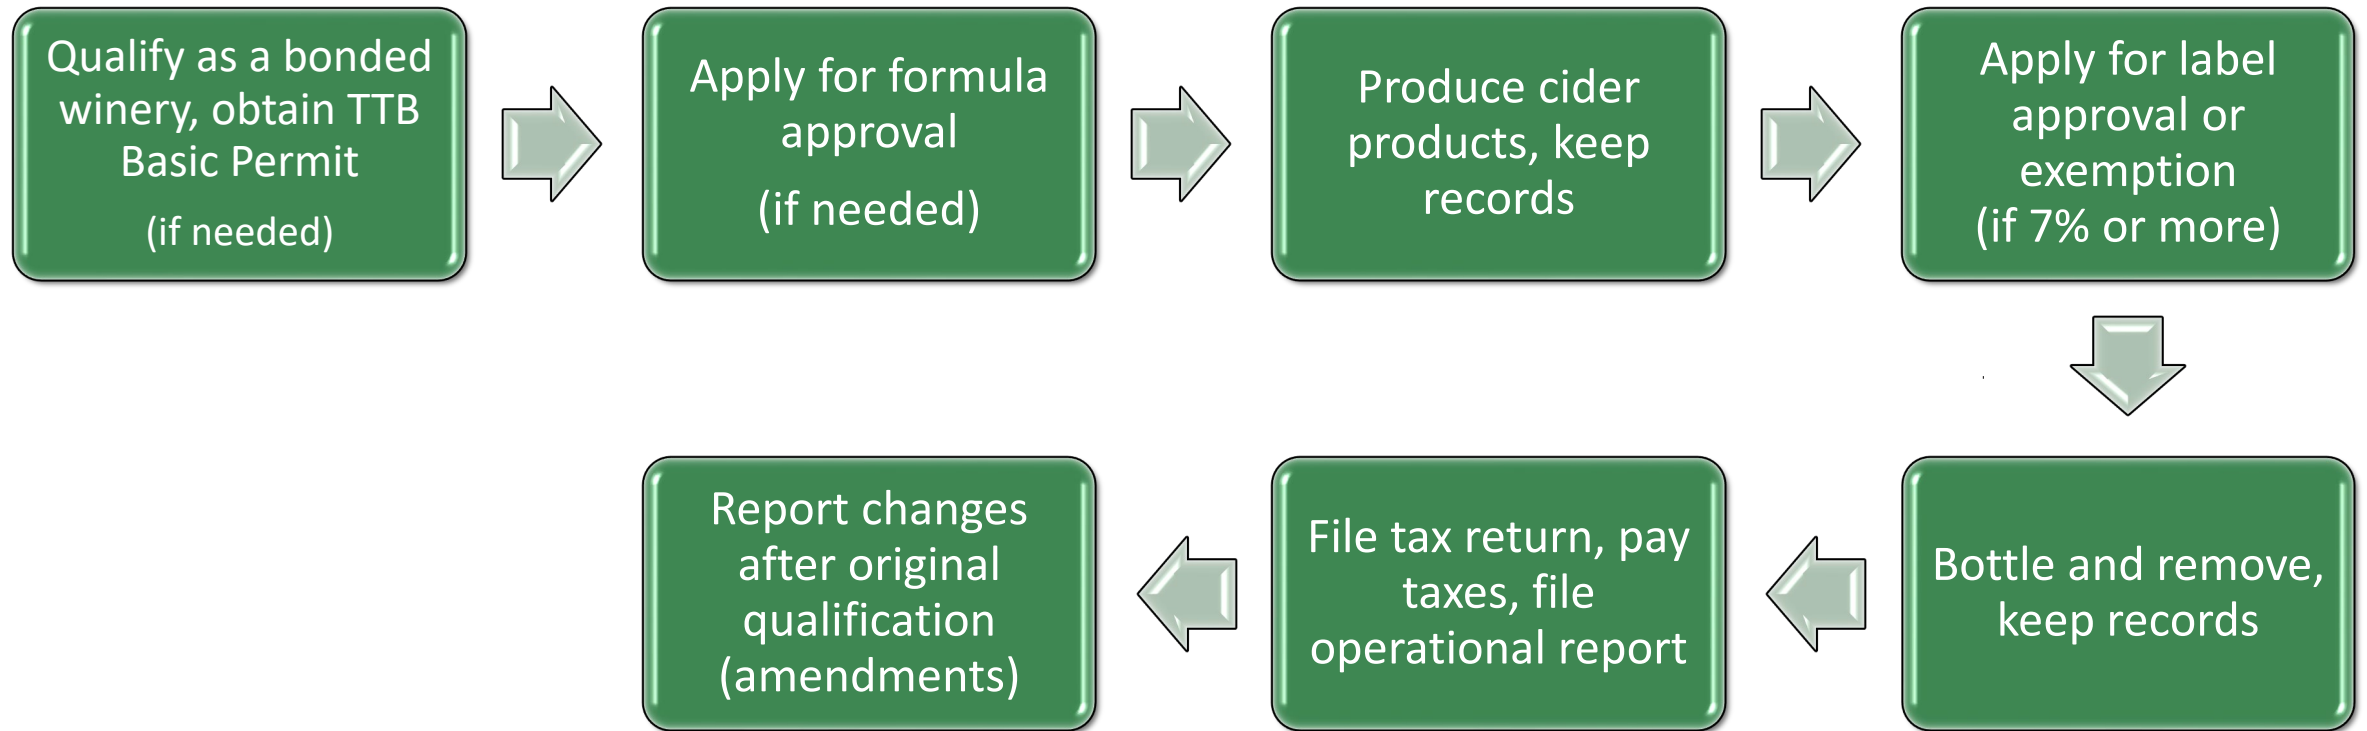 Qualify as a bonded
winery, obtain TTB
Basic Permit
(if needed)
Apply for formula
approval
(if needed)
Produce cider
products, keep
records
Apply for label
approval or
exemption
(if 7% or more)
Bottle and remove,
keep records
File tax return, pay
taxes, file
operational report
Report changes
after original
qualification
(amendments)